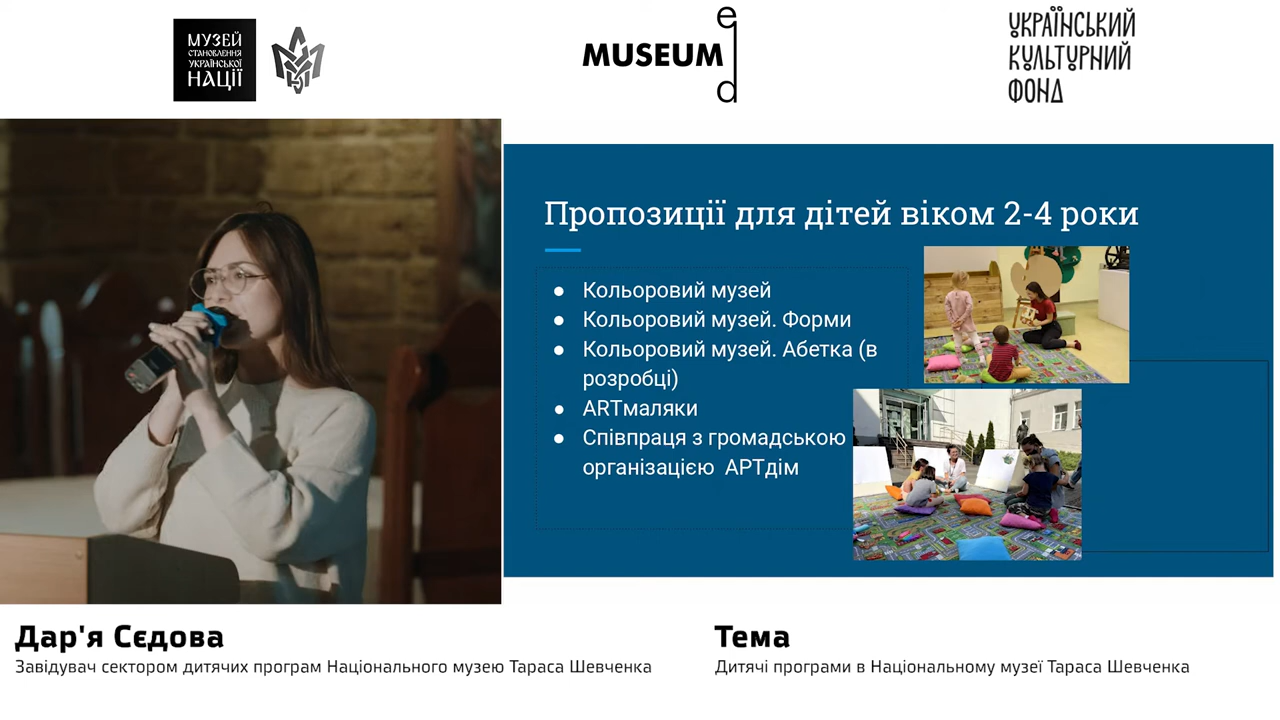 МУЗЕЙ
СТАНОВЛЕННЯ
УКРАЇНСЬКОЇ
НАЦІЇ
MUSEUM
ed
УКРАЇНСЬКИЙ
КУЛЬТУРНИЙ
ФОНД
Пропозиції для дітей віком 2-4 роки
● Кольоровий музей
● Кольоровий музей. Форми
● Кольоровий музей. Абетка (в
розробці)
● ARTмаляки
● Співпраця з громадською
організацією АРТдім
Дар'я Сєдова
Завідувач сектором дитячих програм Національного музею Тараса Шевченка
Тема
Дитячі програми в Національному музеї Тараса Шевченка